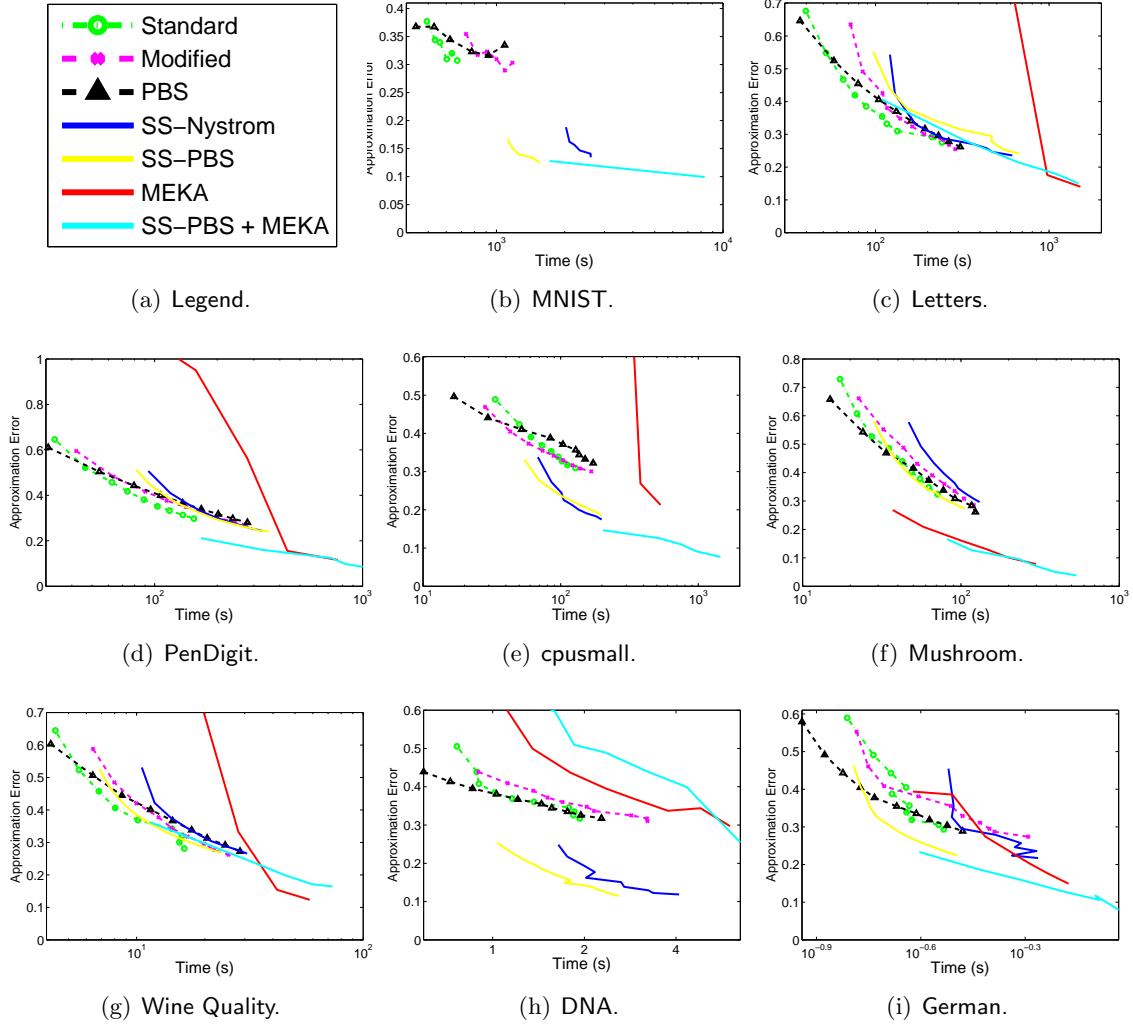 Standard
Modified
PBS
SS−Nystrom
SS−PBS
MEKA
SS−PBS + MEKA
(a) Legend.
Approximation Error
0.4
0.35
0.3
0.25
0.2
0.15
0.1
0.05
0
10^3
10^4
Time (s)
(b) MNIST.
Approximation Error
0.7
0.6
0.5
0.4
0.3
0.2
0.1
0
10^2
10^3
Time (s)
(c) Letters.
Approximation Error
1
0.8
0.6
0.4
0.2
0
10^2
10^3
Time (s)
(d) PenDigit.
Approximation Error
0.6
0.5
0.4
0.3
0.2
0.1
0
10^1
10^2
10^3
Time (s)
(e) cpusmall.
Approximation Error
0.8
0.7
0.6
0.5
0.4
0.3
0.2
0.1
0
10^1
10^2
10^3
Time (s)
(f) Mushroom.
Approximation Error
0.7
0.6
0.5
0.4
0.3
0.2
0.1
0
10^1
10^2
Time (s)
(g) Wine Quality.
Approximation Error
0.6
0.5
0.4
0.3
0.2
0.1
0
1
2
4
Time (s)
(h) DNA.
Approximation Error
0.6
0.5
0.4
0.3
0.2
0.1
0
10^−0.9
10^−0.6
10^−0.3
Time (s)
(i) German.